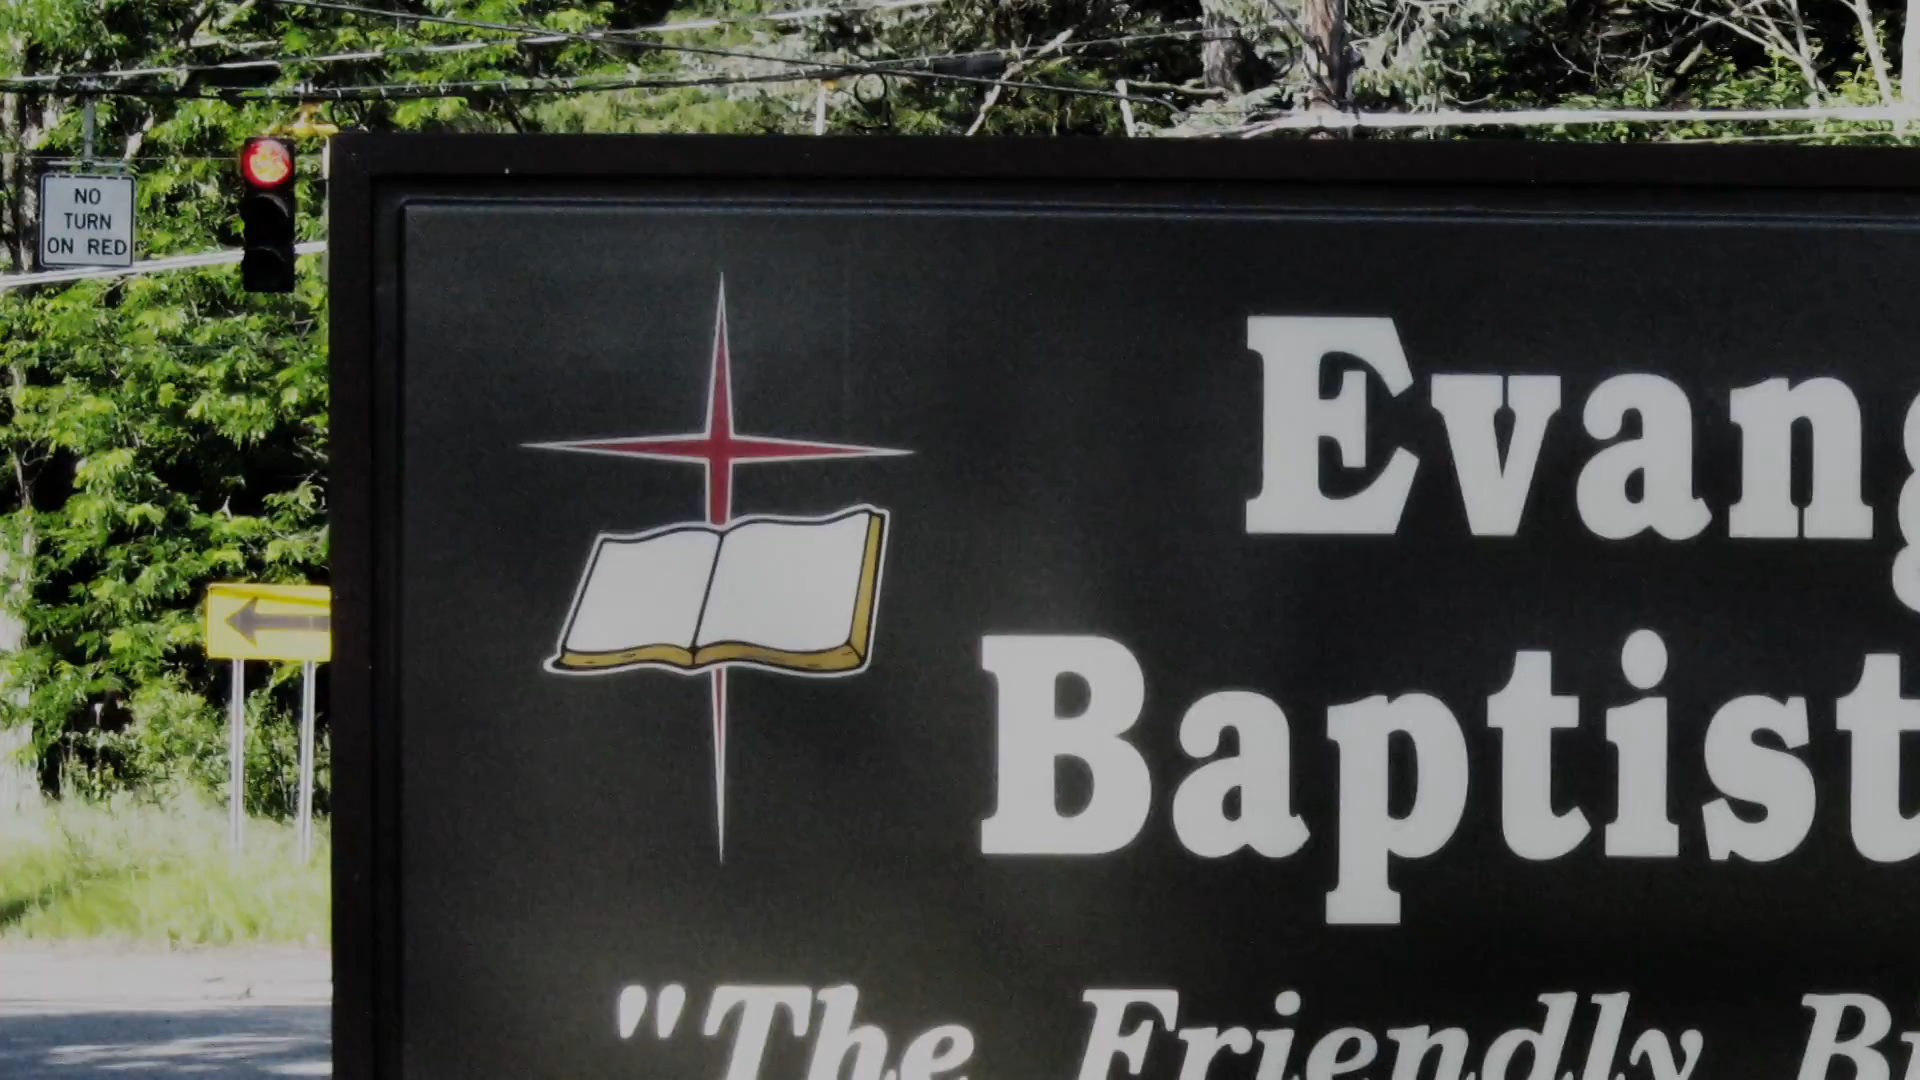 NO
TURN
ON RED
Evang
Baptist
"The Friendly